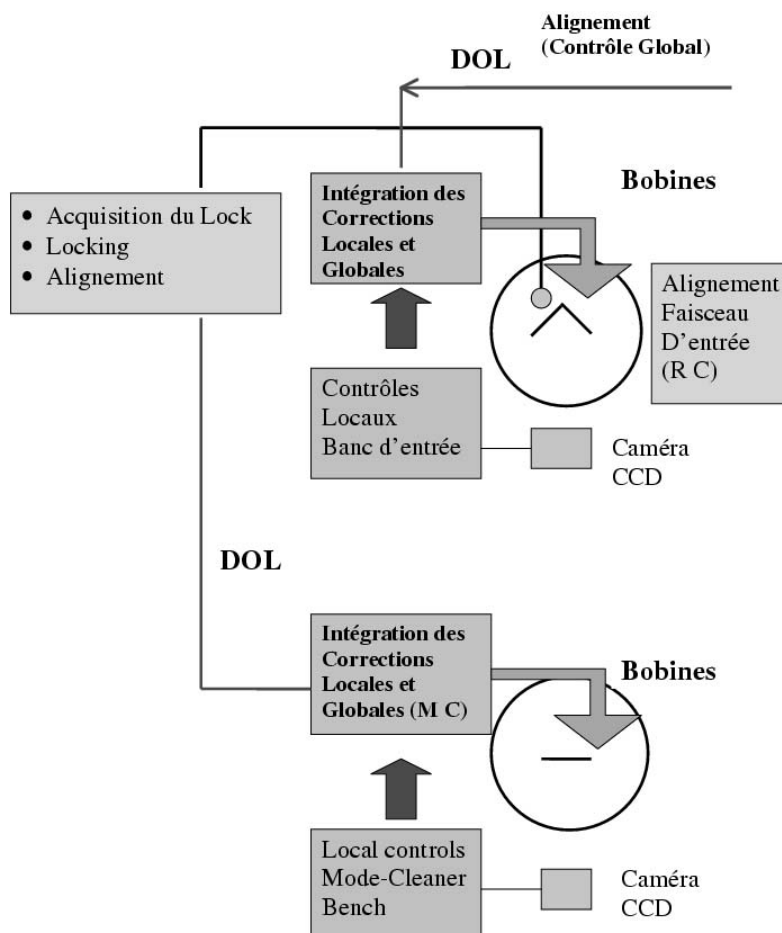 Alignement
(Contrôle Global)
DOL
Bobines
Intégration des
Corrections
Locales et
Globales
• Acquisition du Lock
• Locking
• Alignement
Alignement
Faisceau
D'entrée
(R C)
Contrôles
Locaux
Banc d'entrée
Caméra
CCD
DOL
Intégration des
Corrections
Locales et
Globales (M C)
Bobines
Local controls
Mode-Cleaner
Bench
Caméra
CCD